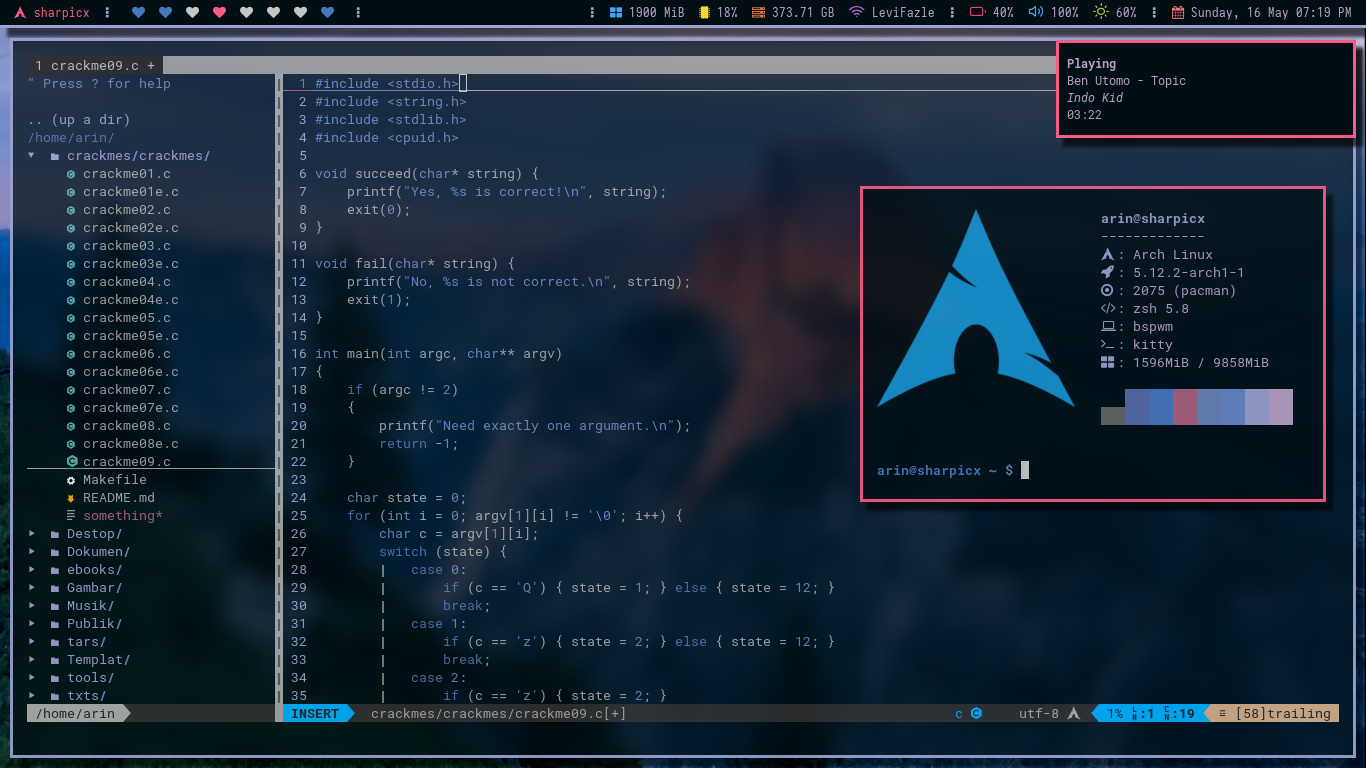 sharpicx
1900 MiB 18% 373.71 GB LeviFazle 40% 100% 60% Sunday, 16 May 07:19 PM
1 crackme09.c +
" Press ? for help
.. (up a dir)
/home/arin/
crackmes/crackmes/
crackme01.c
crackme01e.c
crackme02.c
crackme02e.c
crackme03.c
crackme03e.c
crackme04.c
crackme04e.c
crackme05.c
crackme05e.c
crackme06.c
crackme06e.c
crackme07.c
crackme07e.c
crackme08.c
crackme08e.c
crackme09.c
Makefile
README.md
something*
Destop/
Dokumen/
ebooks/
Gambar/
Musik/
Publik/
tars/
Templat/
tools/
txts/
/home/arin
1 #include <stdio.h>
2 #include <string.h>
3 #include <stdlib.h>
4 #include <cpuid.h>
5
6 void succeed(char* string) {
7     printf("Yes, %s is correct!\n", string);
8     exit(0);
9 }
10
11 void fail(char* string) {
12     printf("No, %s is not correct.\n", string);
13     exit(1);
14 }
15
16 int main(int argc, char** argv)
17 {
18     if (argc != 2)
19     {
20         printf("Need exactly one argument.\n");
21         return -1;
22     }
23
24     char state = 0;
25     for (int i = 0; argv[1][i] != '\0'; i++) {
26         char c = argv[1][i];
27         switch (state) {
28         |   case 0:
29         |       if (c == 'Q') { state = 1; } else { state = 12; }
30         |       break;
31         |   case 1:
32         |       if (c == 'z') { state = 2; } else { state = 12; }
33         |       break;
34         |   case 2:
35         |       if (c == 'z') { state = 2; }
INSERT crackmes/crackmes/crackme09.c[+] c utf-8 1% LN:1 CN:19 [58]trailing
Playing
Ben Utomo - Topic
Indo Kid
03:22
arin@sharpicx
-------------
: Arch Linux
: 5.12.2-arch1-1
: 2075 (pacman)
: zsh 5.8
: bspwm
: kitty
: 1596MiB / 9858MiB
arin@sharpicx ~ $